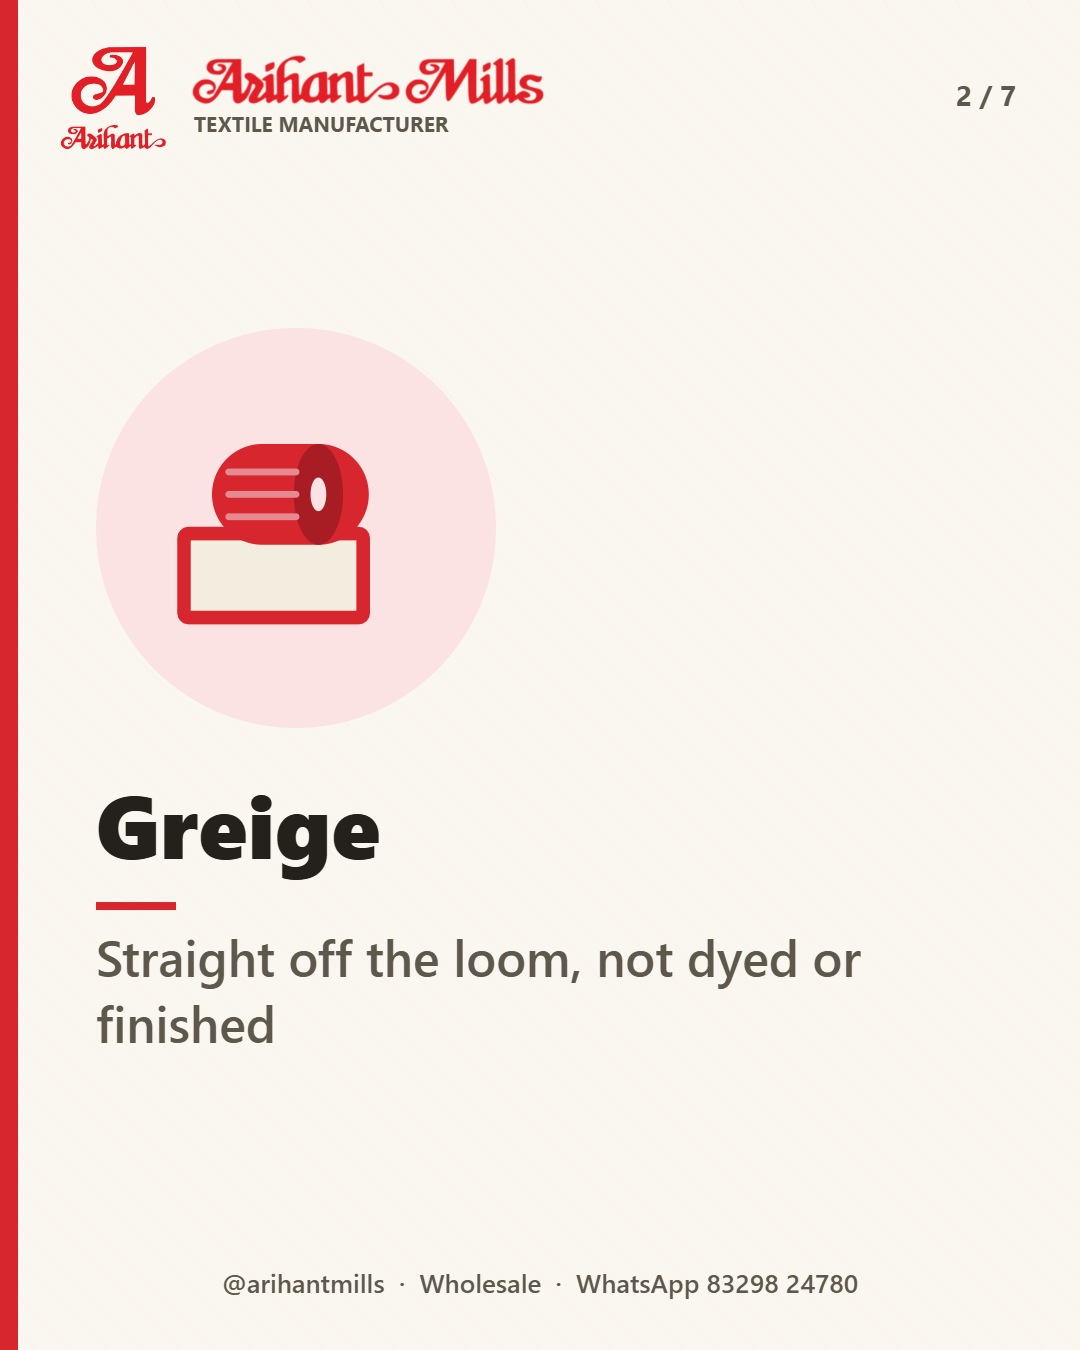 A
Arihant
Arihant Mills
TEXTILE MANUFACTURER
2 / 7
Greige
Straight off the loom, not dyed or
finished
@arihantmills · Wholesale · WhatsApp 83298 24780